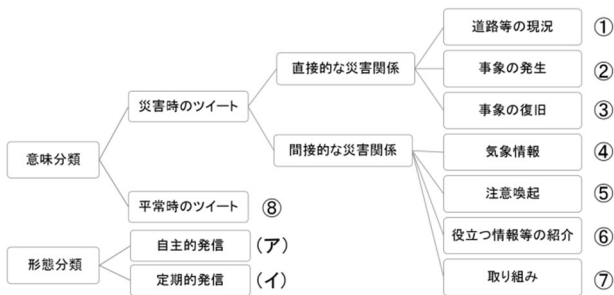 道路等の現況 ①
直接的な災害関係
事象の発生 ②
災害時のツイート
事象の復旧 ③
間接的な災害関係
気象情報 ④
意味分類
注意喚起 ⑤
平常時のツイート ⑧
役立つ情報等の紹介 ⑥
自主的発信 (ア)
形態分類
定期的発信 (イ)
取り組み ⑦